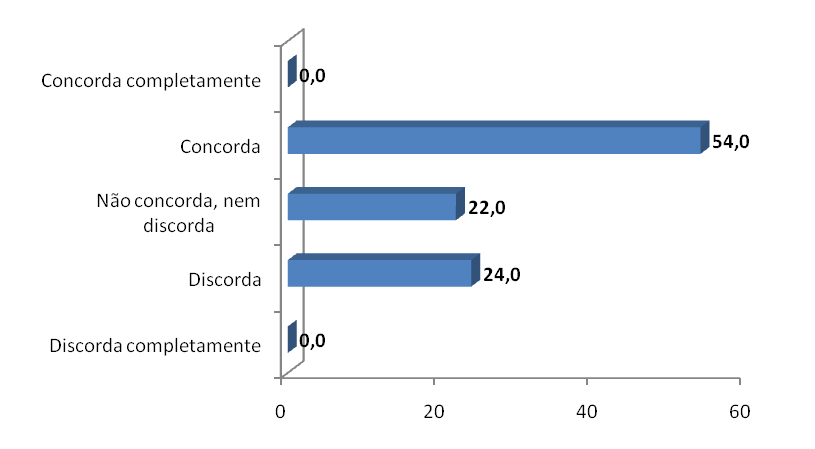 Concorda completamente
0,0
Concorda
54,0
Não concorda, nem
discorda
22,0
Discorda
24,0
Discorda completamente
0,0
0
20
40
60